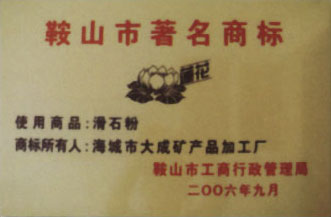 鞍山市著名商标
使用商品：滑石粉
商标所有人：海城市大成矿产品加工厂
鞍山市工商行政管理局
二〇〇六年九月